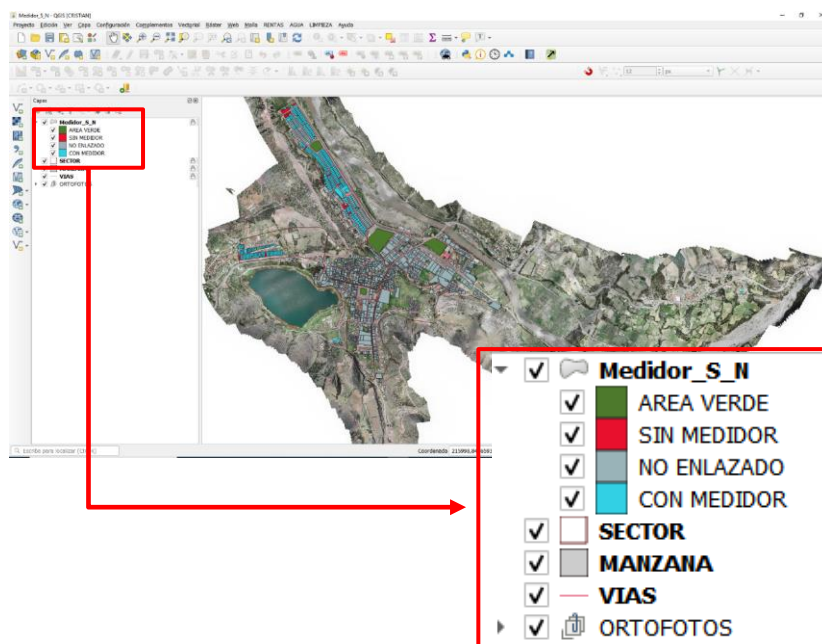 Medidor_S_N - QGIS [CRISTIAN]
Proyecto Edición Ver Capa Configuración Complementos Vectorial Ráster Web Malla RENTAS AGUA LIMPIEZA Ayuda
Capas
Medidor_S_N
AREA VERDE
SIN MEDIDOR
NO ENLAZADO
CON MEDIDOR
SECTOR
VIAS
ORTOFOTOS
Coordenada
Medidor_S_N
AREA VERDE
SIN MEDIDOR
NO ENLAZADO
CON MEDIDOR
SECTOR
MANZANA
VIAS
ORTOFOTOS